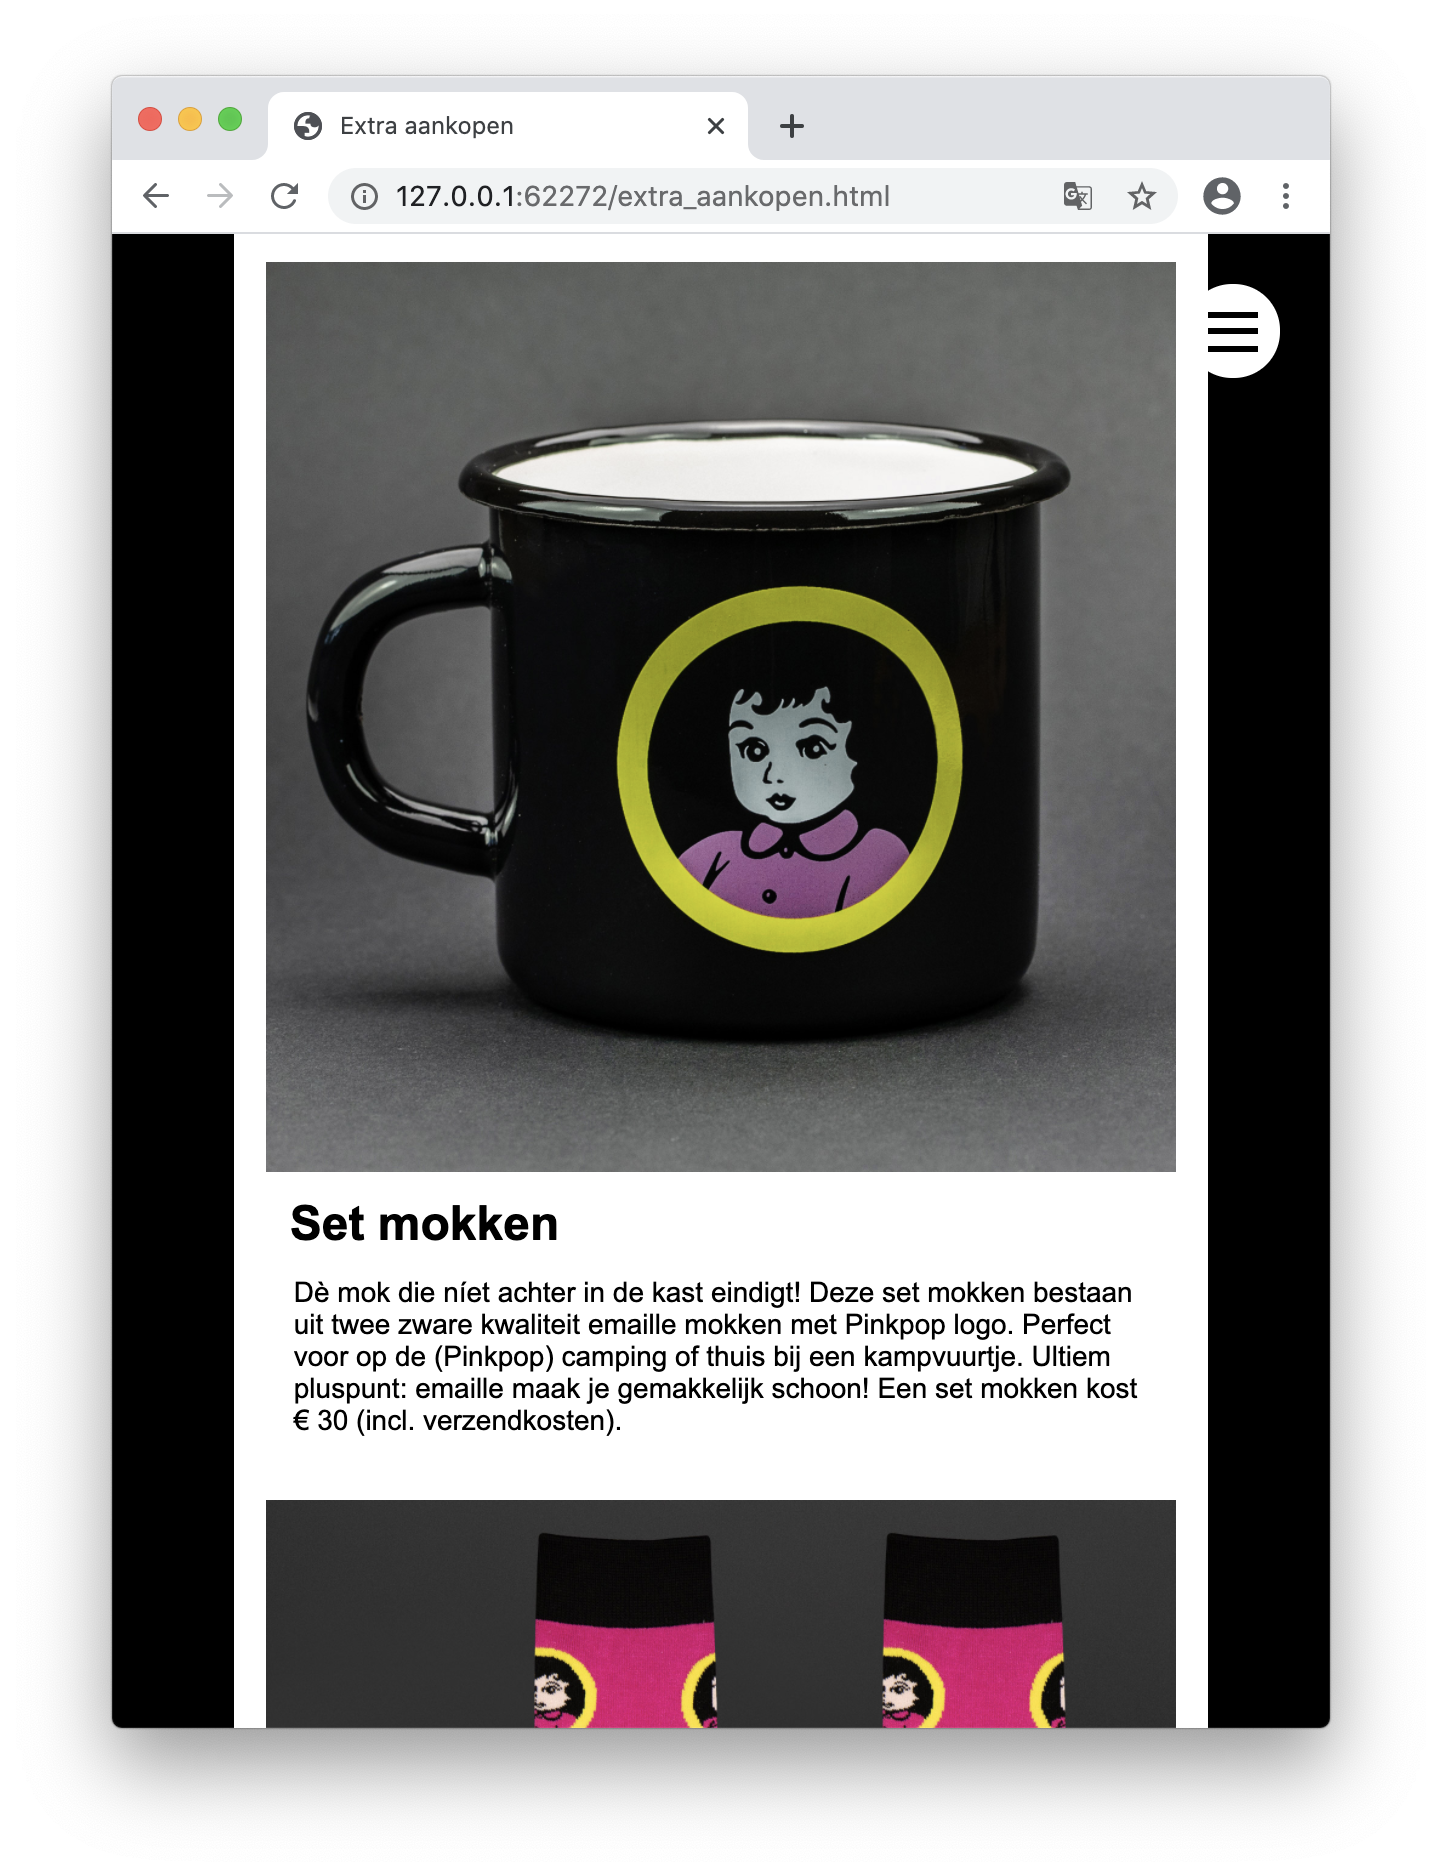 Extra aankopen
127.0.0.1:62272/extra_aankopen.html
Set mokken
Dè mok die níet achter in de kast eindigt! Deze set mokken bestaan
uit twee zware kwaliteit emaille mokken met Pinkpop logo. Perfect
voor op de (Pinkpop) camping of thuis bij een kampvuurtje. Ultiem
pluspunt: emaille maak je gemakkelijk schoon! Een set mokken kost
€ 30 (incl. verzendkosten).